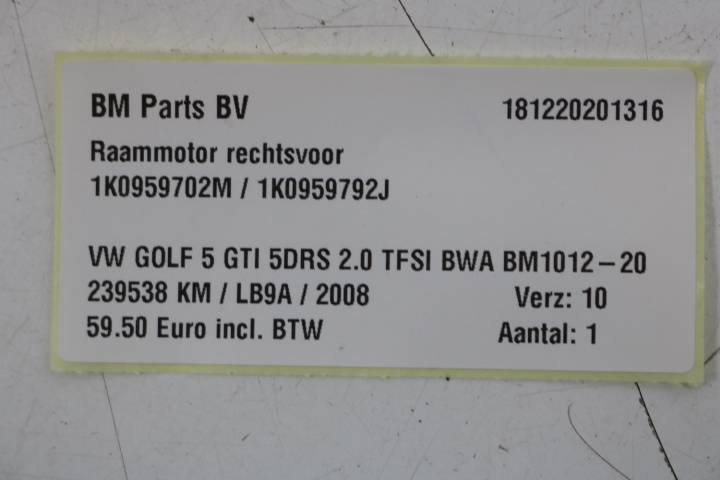 BM Parts BV 181220201316
Raammotor rechtsvoor
1K0959702M / 1K0959792J
VW GOLF 5 GTI 5DRS 2.0 TFSI BWA BM1012-20
239538 KM / LB9A / 2008 Verz: 10
59.50 Euro incl. BTW Aantal: 1